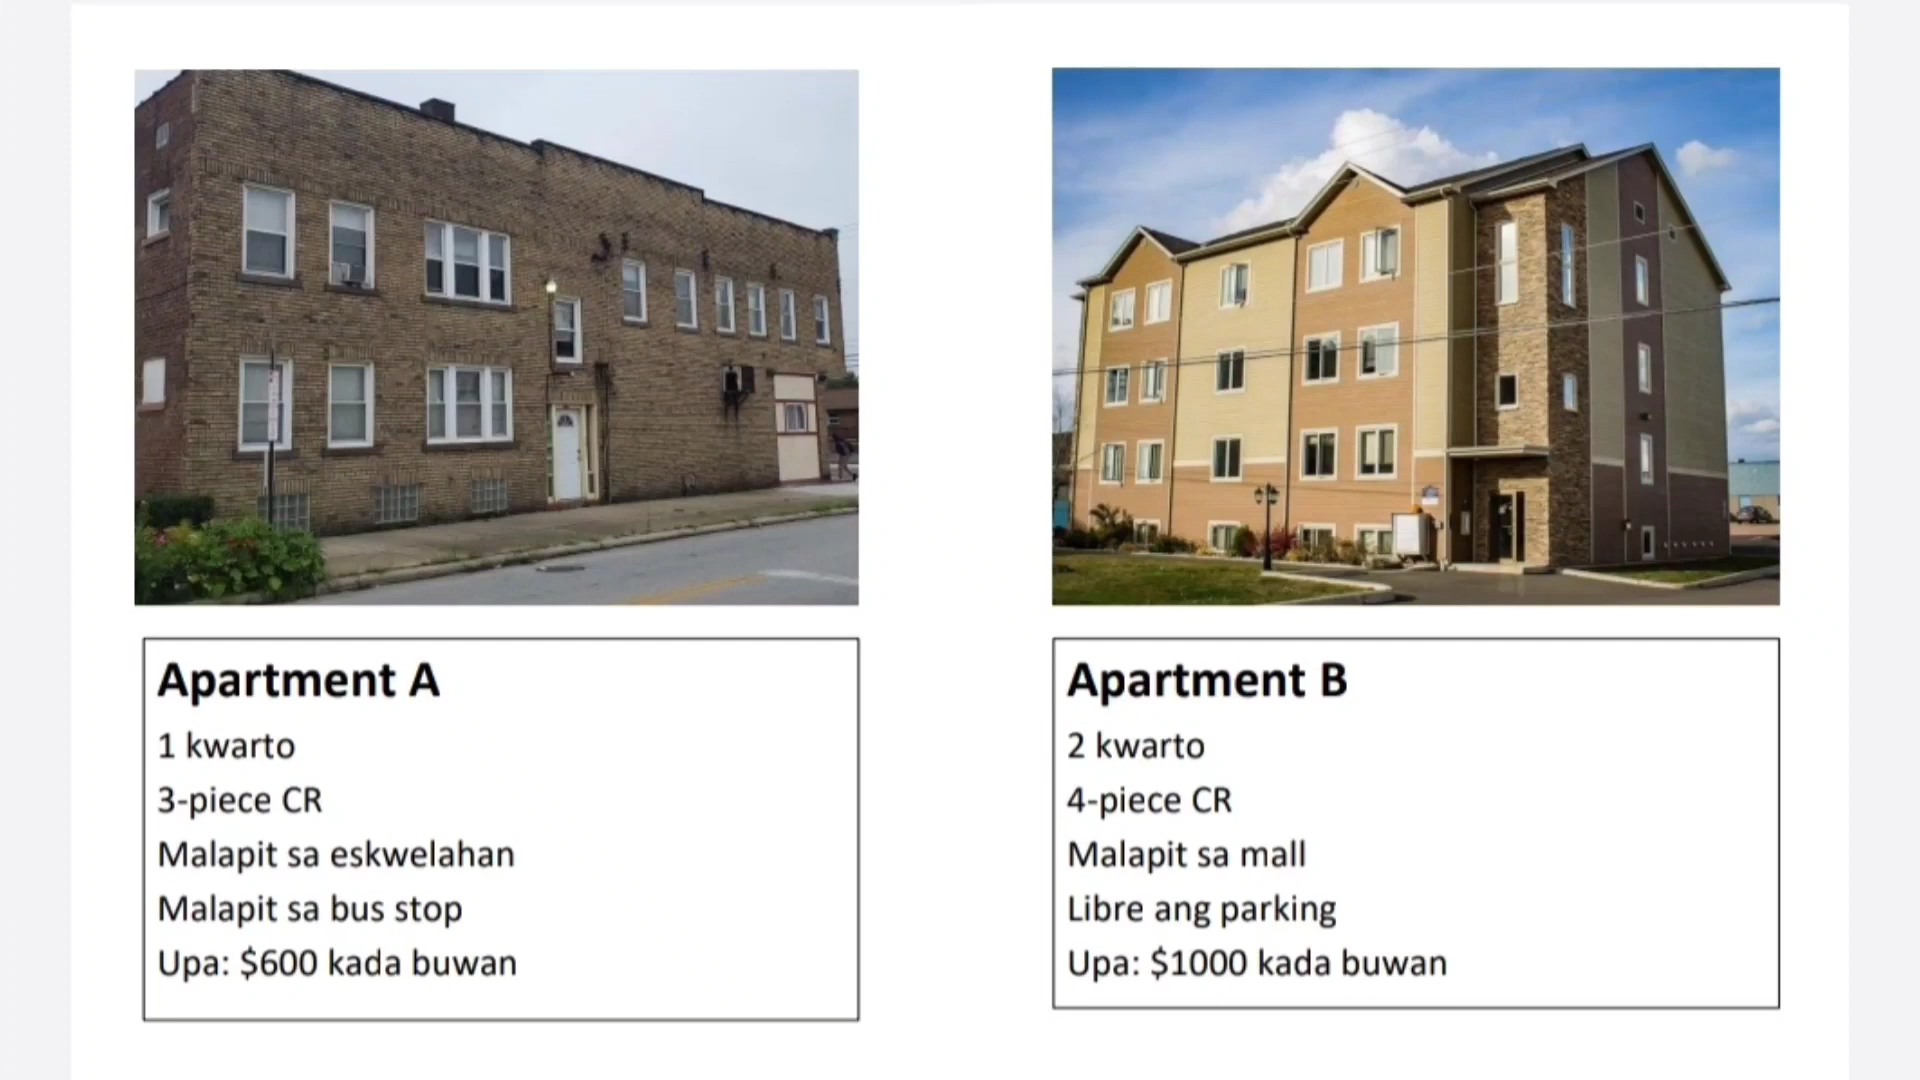 Apartment A
1 kwarto
3-piece CR
Malapit sa eskwelahan
Malapit sa bus stop
Upa: $600 kada buwan
Apartment B
2 kwarto
4-piece CR
Malapit sa mall
Libre ang parking
Upa: $1000 kada buwan